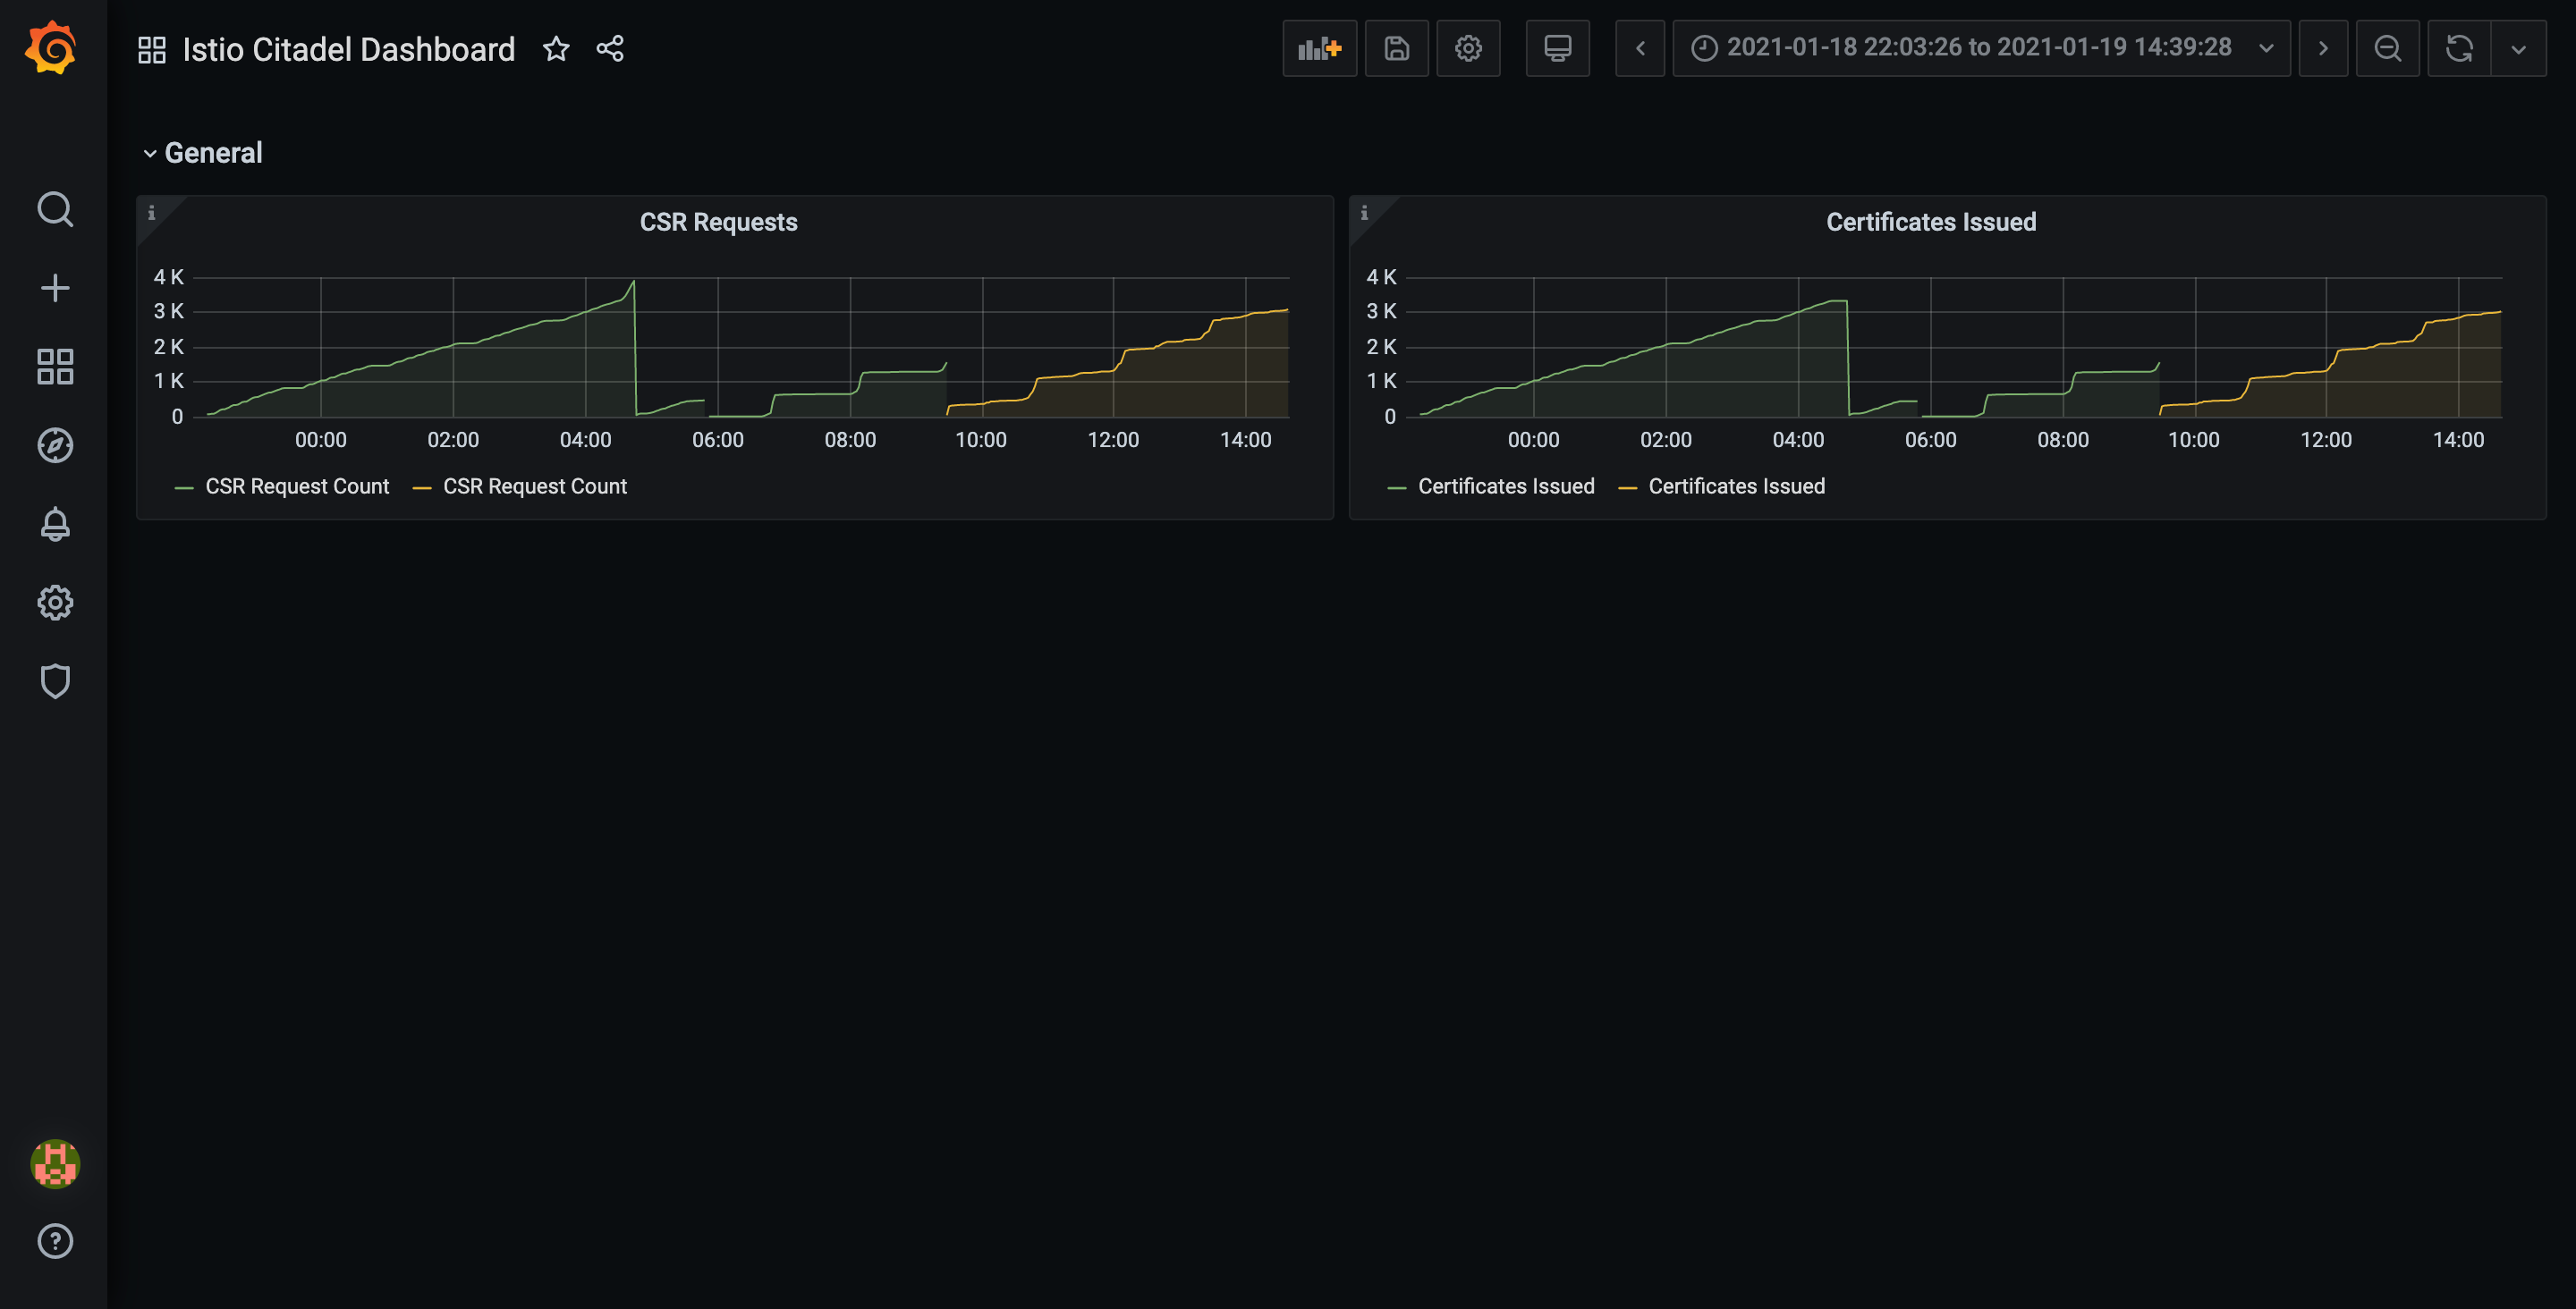 Istio Citadel Dashboard
2021-01-18 22:03:26 to 2021-01-19 14:39:28
General
i
CSR Requests
4 K
3 K
2 K
1 K
0
00:00 02:00 04:00 06:00 08:00 10:00 12:00 14:00
CSR Request Count CSR Request Count
i
Certificates Issued
4 K
3 K
2 K
1 K
0
00:00 02:00 04:00 06:00 08:00 10:00 12:00 14:00
Certificates Issued Certificates Issued
?